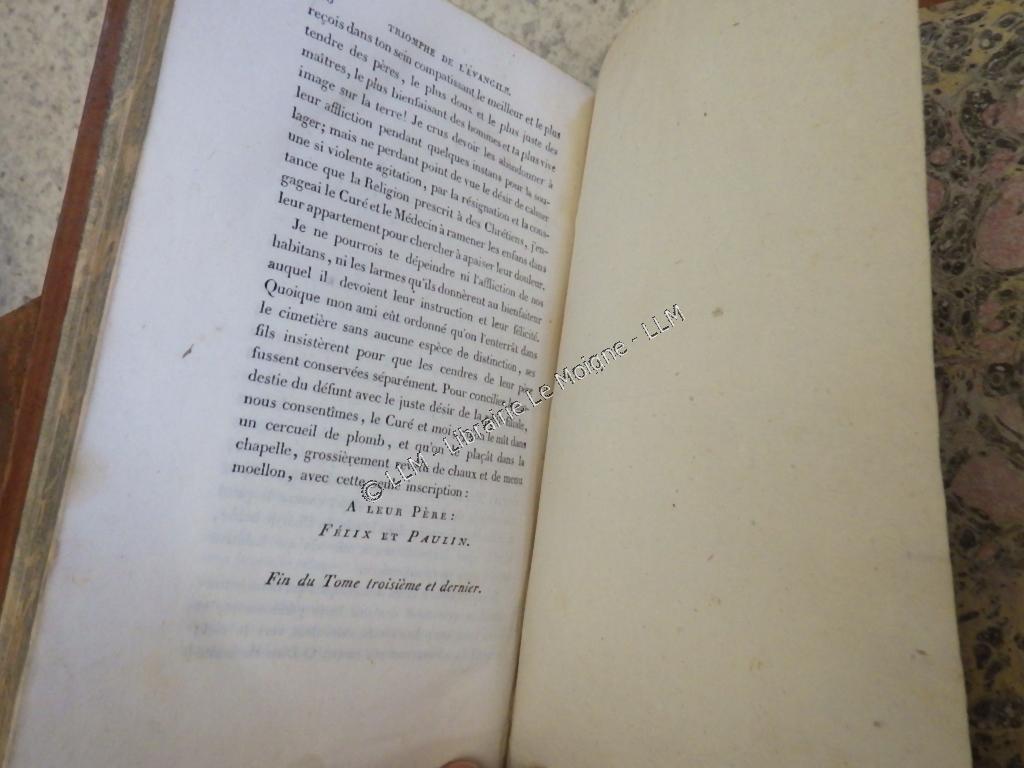 TRIOMPHE DE L'ÉVANGILE.
reçois dans ton sein compatissant le meilleur et le plus
tendre des pères, le plus doux et le plus juste des
maîtres, le plus bienfaisant des hommes et ta plus vive
image sur la terre! Je crus devoir les abandonner à
leur affliction pendant quelques instans pour la sou-
lager; mais ne perdant point de vue le désir de calmer
une si violente agitation, par la résignation et la cons-
tance que la Religion prescrit à des Chrétiens, j'en-
gageai le Curé et le Médecin à ramener les enfans dans
leur appartement pour chercher à apaiser leur douleur.
Je ne pourrois te dépeindre ni l'affliction de nos
habitans, ni les larmes qu'ils donnèrent au bienfaiteur
auquel ils devoient leur instruction et leur félicité.
Quoique mon ami eût ordonné qu'on l'enterrât dans
le cimetière sans aucune espèce de distinction, ses
fils insistèrent pour que les cendres de leur père
fussent conservées séparément. Pour concilier
destie du défunt avec le juste désir de la
nous consentîmes, le Curé et moi le mît dans
un cercueil de plomb, et qu'on plaçât dans la
chapelle, grossièrement de chaux et de menu
moellon, avec cette seule inscription:
A LEUR PÈRE:
FÉLIX ET PAULIN.
Fin du Tome troisième et dernier.
© LLM - Librairie Le Moigne - LLM